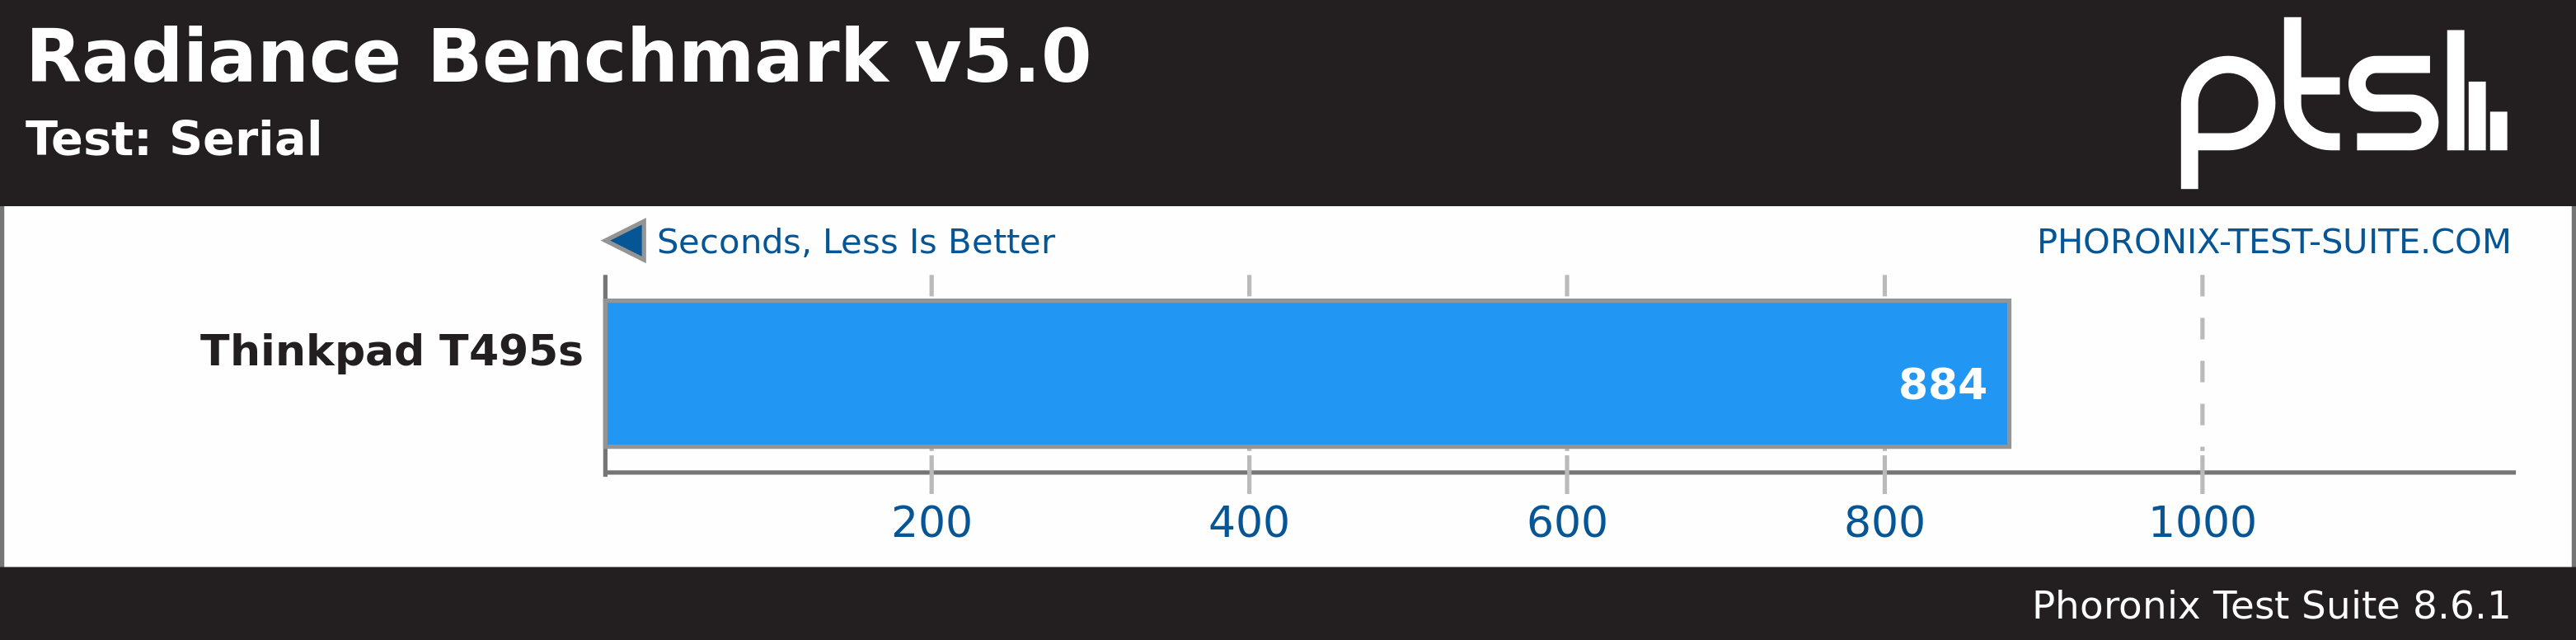 Radiance Benchmark v5.0
Test: Serial
pts
Seconds, Less Is Better
PHORONIX-TEST-SUITE.COM
Thinkpad T495s
884
200 400 600 800 1000
Phoronix Test Suite 8.6.1